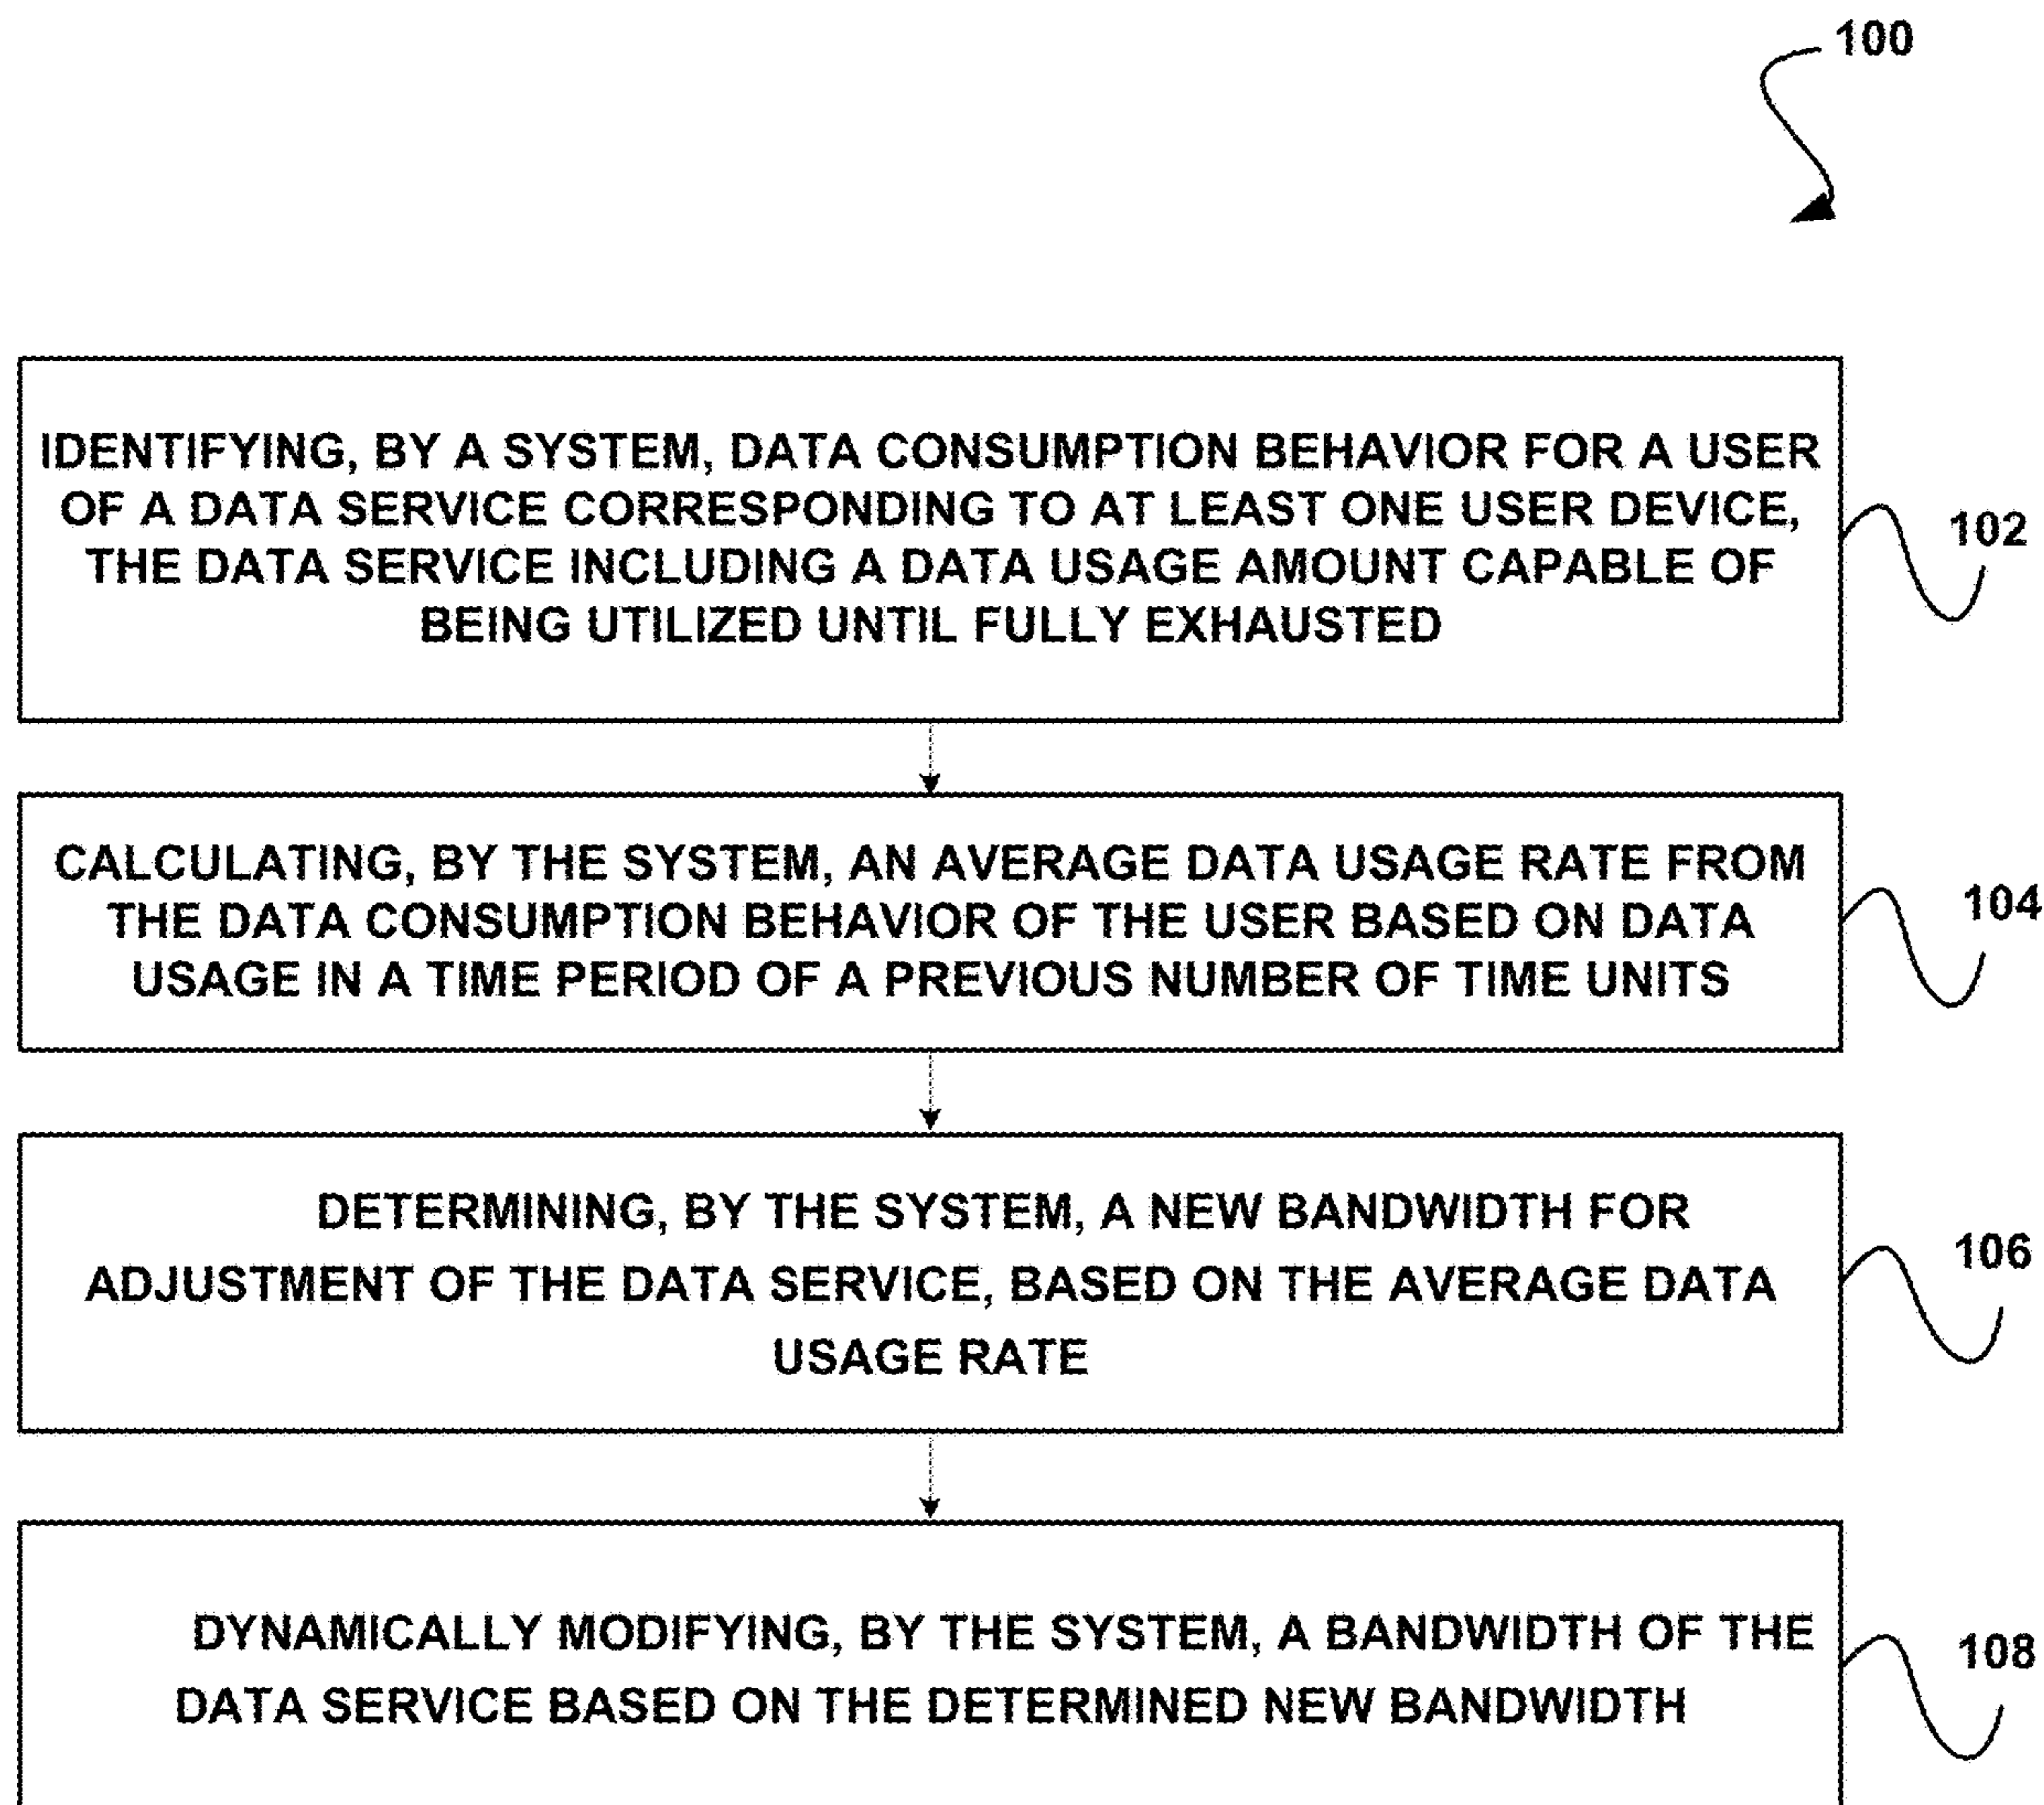 100
IDENTIFYING, BY A SYSTEM, DATA CONSUMPTION BEHAVIOR FOR A USER
OF A DATA SERVICE CORRESPONDING TO AT LEAST ONE USER DEVICE,
THE DATA SERVICE INCLUDING A DATA USAGE AMOUNT CAPABLE OF
BEING UTILIZED UNTIL FULLY EXHAUSTED
102
CALCULATING, BY THE SYSTEM, AN AVERAGE DATA USAGE RATE FROM
THE DATA CONSUMPTION BEHAVIOR OF THE USER BASED ON DATA
USAGE IN A TIME PERIOD OF A PREVIOUS NUMBER OF TIME UNITS
104
DETERMINING, BY THE SYSTEM, A NEW BANDWIDTH FOR
ADJUSTMENT OF THE DATA SERVICE, BASED ON THE AVERAGE DATA
USAGE RATE
106
DYNAMICALLY MODIFYING, BY THE SYSTEM, A BANDWIDTH OF THE
DATA SERVICE BASED ON THE DETERMINED NEW BANDWIDTH
108